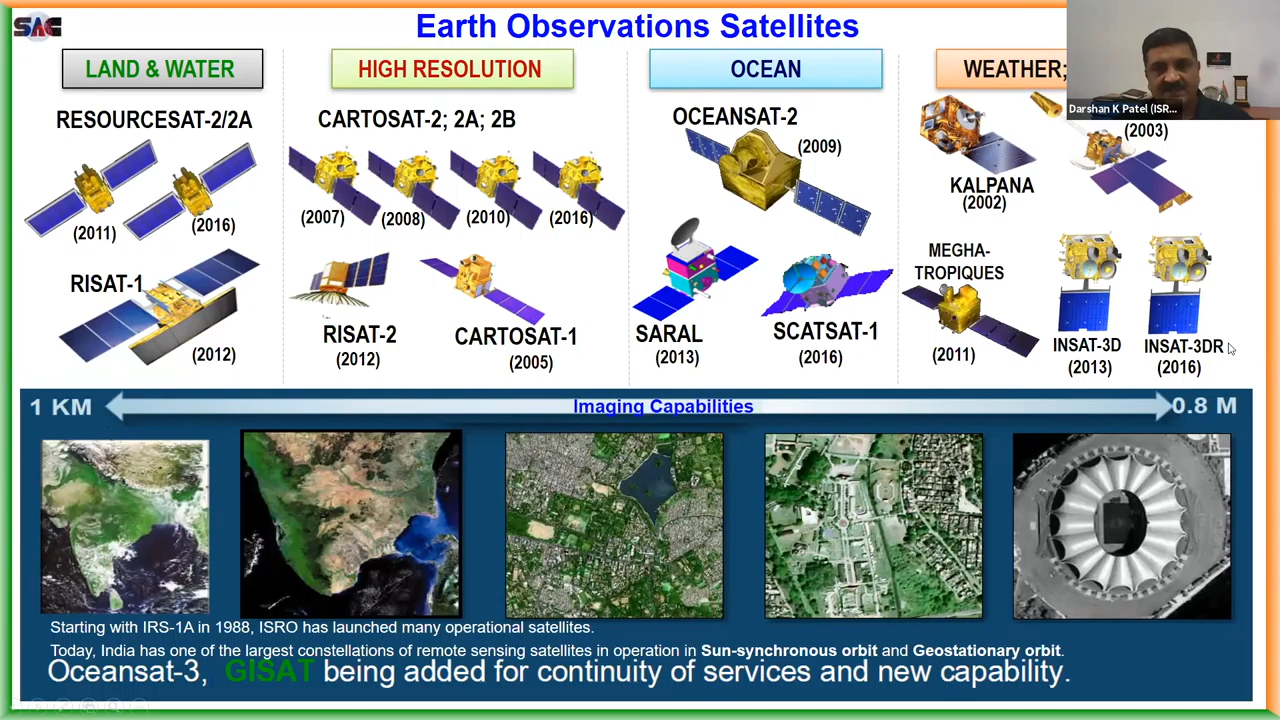 SAC
Earth Observations Satellites
LAND & WATER
HIGH RESOLUTION
OCEAN
WEATHER;
Darshan K Patel (ISR...
RESOURCESAT-2/2A
(2011)
(2016)
RISAT-1
(2012)
CARTOSAT-2; 2A; 2B
(2007)
(2008)
(2010)
(2016)
RISAT-2
(2012)
CARTOSAT-1
(2005)
OCEANSAT-2
(2009)
SARAL
(2013)
SCATSAT-1
(2016)
KALPANA
(2002)
(2003)
MEGHA-
TROPIQUES
(2011)
INSAT-3D
(2013)
INSAT-3DR
(2016)
1 KM
Imaging Capabilities
0.8 M
Starting with IRS-1A in 1988, ISRO has launched many operational satellites.
Today, India has one of the largest constellations of remote sensing satellites in operation in Sun-synchronous orbit and Geostationary orbit.
Oceansat-3, GISAT being added for continuity of services and new capability.